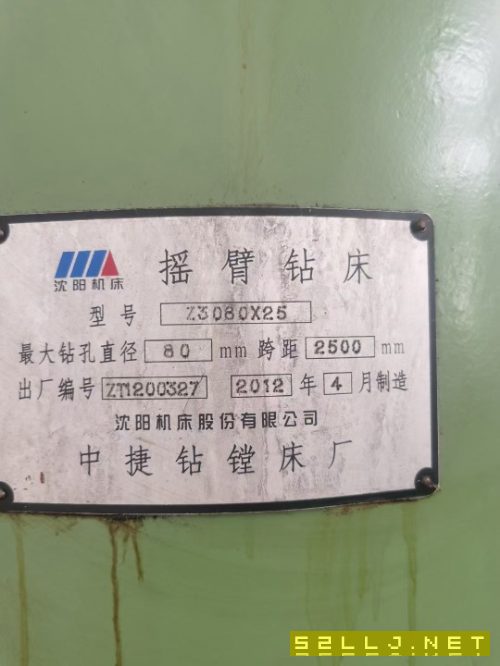 沈阳机床
摇臂钻床
型号 Z3080X25
最大钻孔直径 80 mm 跨距 2500 mm
出厂编号 ZT1200327 2012 年 4 月制造
沈阳机床股份有限公司
中捷钻镗床厂
52LLJ.NET